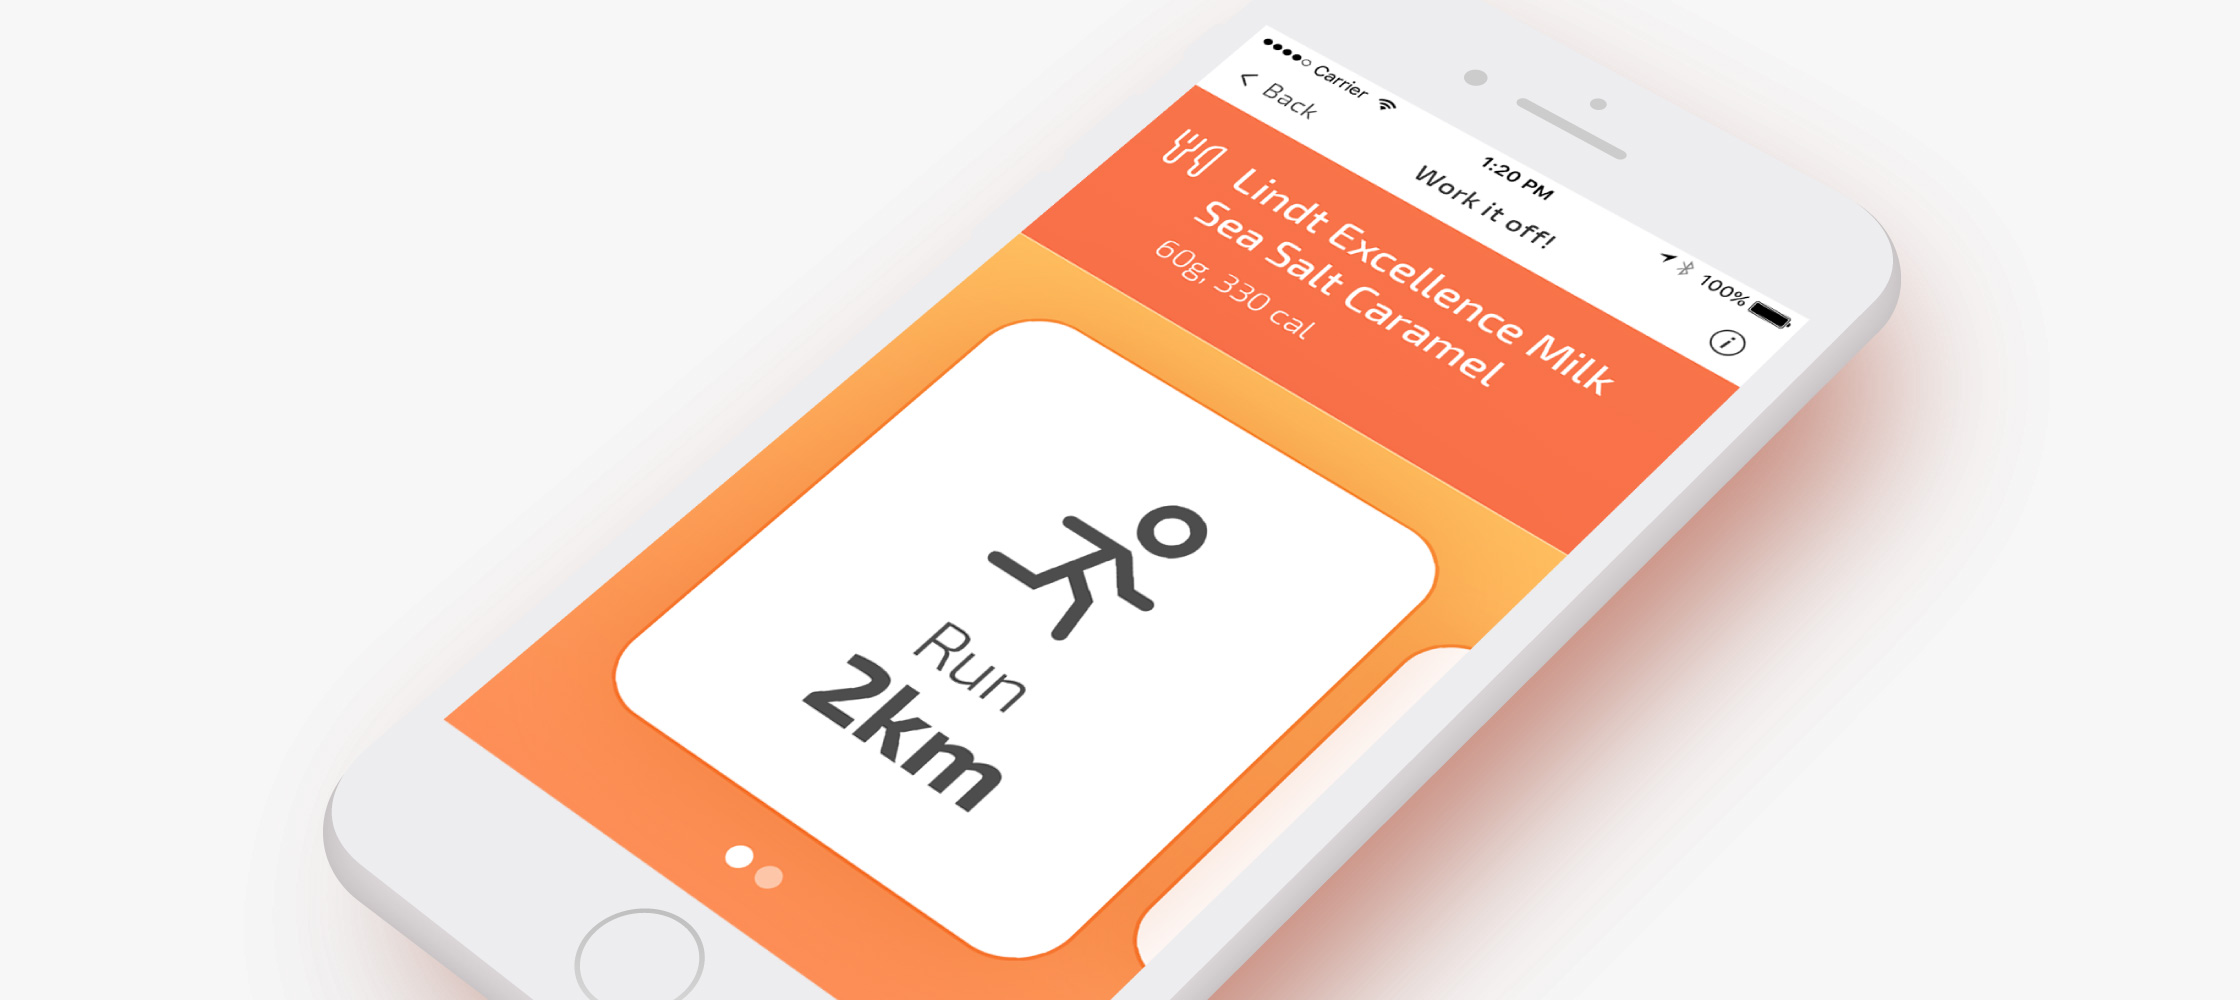 Carrier
1:20 PM
100%
< Back
Work it off!
i
Lindt Excellence Milk
Sea Salt Caramel
60g, 330 cal
Run
2km